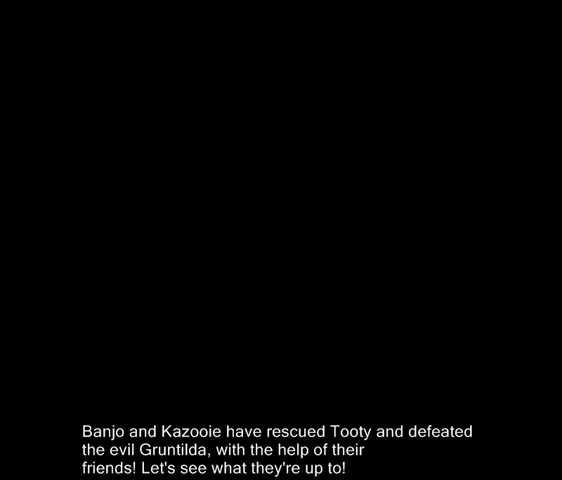 Banjo and Kazooie have rescued Tooty and defeated
the evil Gruntilda, with the help of their
friends! Let's see what they're up to!